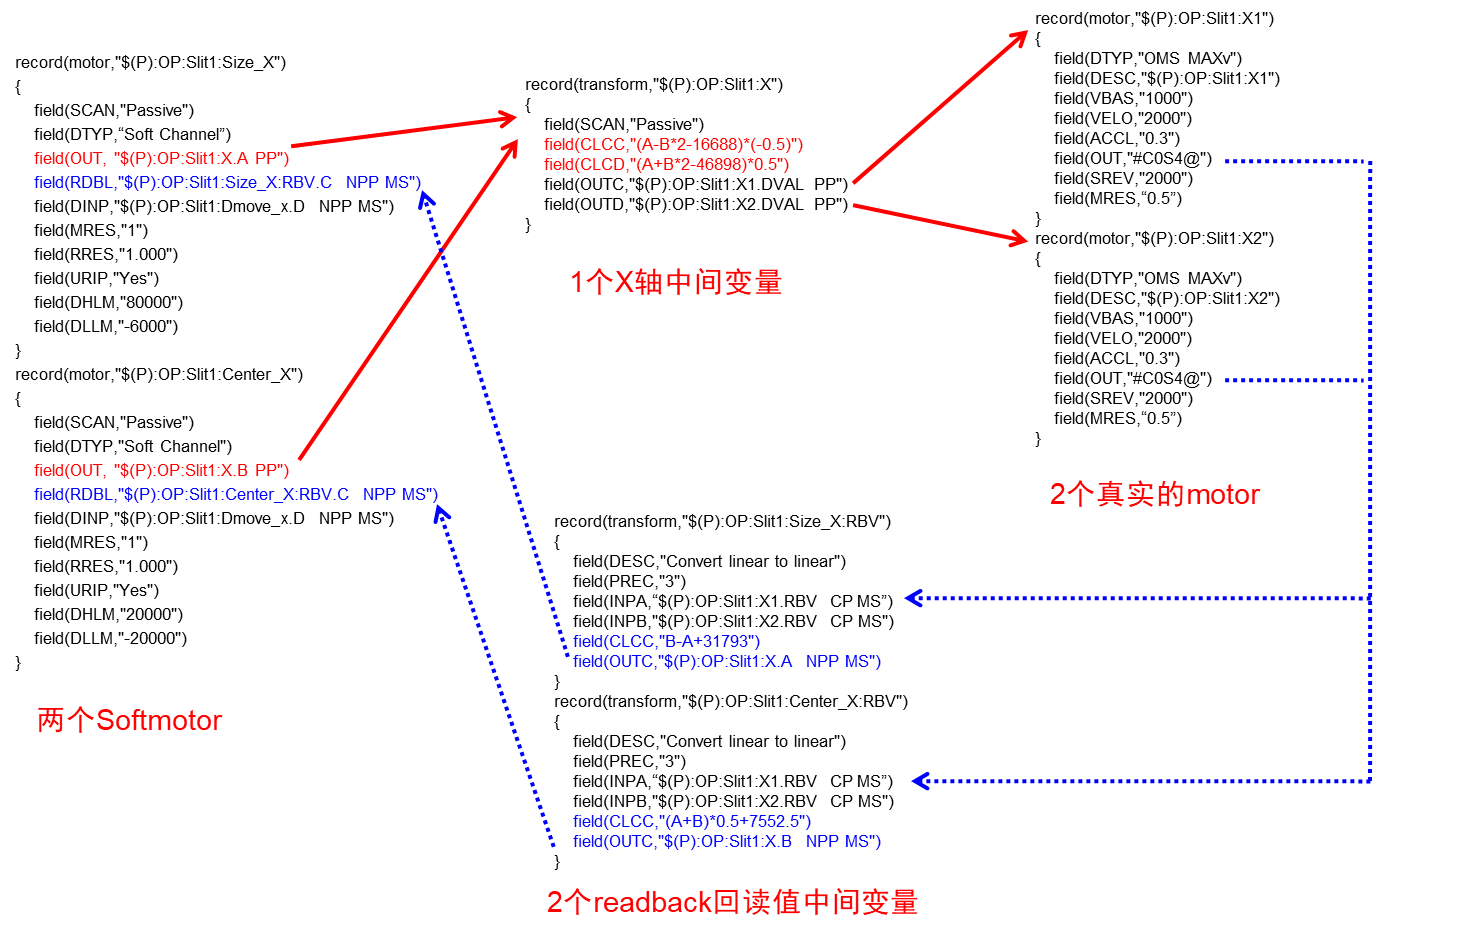 record(motor,"$(P):OP:Slit1:Size_X")
{
field(SCAN,"Passive")
field(DTYP,“Soft Channel”)
field(OUT, "$(P):OP:Slit1:X.A PP")
field(RDBL,"$(P):OP:Slit1:Size_X:RBV.C NPP MS")
field(DINP,"$(P):OP:Slit1:Dmove_x.D NPP MS")
field(MRES,"1")
field(RRES,"1.000")
field(URIP,"Yes")
field(DHLM,"80000")
field(DLLM,"-6000")
}
record(motor,"$(P):OP:Slit1:Center_X")
{
field(SCAN,"Passive")
field(DTYP,"Soft Channel")
field(OUT, "$(P):OP:Slit1:X.B PP")
field(RDBL,"$(P):OP:Slit1:Center_X:RBV.C NPP MS")
field(DINP,"$(P):OP:Slit1:Dmove_x.D NPP MS")
field(MRES,"1")
field(RRES,"1.000")
field(URIP,"Yes")
field(DHLM,"20000")
field(DLLM,"-20000")
}
两个Softmotor
record(transform,"$(P):OP:Slit1:X")
{
field(SCAN,"Passive")
field(CLCC,"(A-B*2-16688)*(-0.5)")
field(CLCD,"(A+B*2-46898)*0.5")
field(OUTC,"$(P):OP:Slit1:X1.DVAL PP")
field(OUTD,"$(P):OP:Slit1:X2.DVAL PP")
}
1个X轴中间变量
record(motor,"$(P):OP:Slit1:X1")
{
field(DTYP,"OMS MAXv")
field(DESC,"$(P):OP:Slit1:X1")
field(VBAS,"1000")
field(VELO,"2000")
field(ACCL,"0.3")
field(OUT,"#C0S4@")
field(SREV,"2000")
field(MRES,“0.5”)
}
record(motor,"$(P):OP:Slit1:X2")
{
field(DTYP,"OMS MAXv")
field(DESC,"$(P):OP:Slit1:X2")
field(VBAS,"1000")
field(VELO,"2000")
field(ACCL,"0.3")
field(OUT,"#C0S4@")
field(SREV,"2000")
field(MRES,“0.5”)
}
2个真实的motor
record(transform,"$(P):OP:Slit1:Size_X:RBV")
{
field(DESC,"Convert linear to linear")
field(PREC,"3")
field(INPA,“$(P):OP:Slit1:X1.RBV CP MS”)
field(INPB,"$(P):OP:Slit1:X2.RBV CP MS")
field(CLCC,"B-A+31793")
field(OUTC,"$(P):OP:Slit1:X.A NPP MS")
}
record(transform,"$(P):OP:Slit1:Center_X:RBV")
{
field(DESC,"Convert linear to linear")
field(PREC,"3")
field(INPA,“$(P):OP:Slit1:X1.RBV CP MS”)
field(INPB,"$(P):OP:Slit1:X2.RBV CP MS")
field(CLCC,"(A+B)*0.5+7552.5")
field(OUTC,"$(P):OP:Slit1:X.B NPP MS")
}
2个readback回读值中间变量